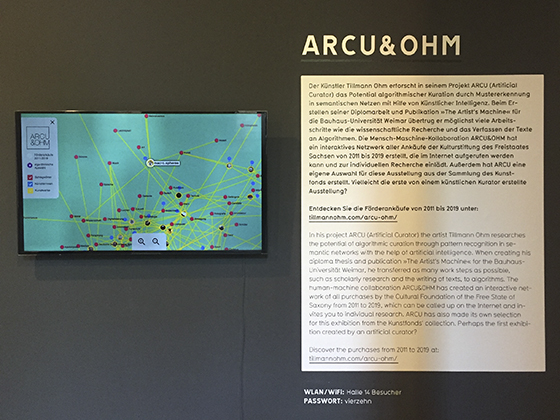 ARCU&OHM
Der Künstler Tillmann Ohm erforscht in seinem Projekt ARCU (Artificial
Curator) das Potential algorithmischer Kuration durch Mustererkennung
in semantischen Netzen mit Hilfe von Künstlicher Intelligenz. Beim Er-
stellen seiner Diplomarbeit und Publikation »The Artist's Machine« für
die Bauhaus-Universität Weimar übertrug er möglichst viele Arbeits-
schritte wie die wissenschaftliche Recherche und das Verfassen der Texte
an Algorithmen. Die Mensch-Maschine-Kollaboration ARCU&OHM hat
ein interaktives Netzwerk aller Ankäufe der Kulturstiftung des Freistaates
Sachsen von 2011 bis 2019 erstellt, die im Internet aufgerufen werden
kann und zur individuellen Recherche einlädt. Außerdem hat ARCU eine
eigene Auswahl für diese Ausstellung aus der Sammlung des Kunst-
fonds erstellt. Vielleicht die erste von einem künstlichen Kurator erstellte
Ausstellung?
Entdecken Sie die Förderankäufe von 2011 bis 2019 unter:
tillmannohm.com/arcu-ohm/
In his project ARCU (Artificial Curator) the artist Tillmann Ohm researches
the potential of algorithmic curation through pattern recognition in se-
mantic networks with the help of artificial intelligence. When creating his
diploma thesis and publication »The Artist's Machine« for the Bauhaus-
Universität Weimar, he transferred as many work steps as possible,
such as scholarly research and the writing of texts, to algorithms. The
human-machine collaboration ARCU&OHM has created an interactive net-
work of all purchases by the Cultural Foundation of the Free State of
Saxony from 2011 to 2019, which can be called up on the Internet and in-
vites you to individual research. ARCU has also made its own selection
for this exhibition from the Kunstfonds' collection. Perhaps the first exhibi-
tion created by an artificial curator?
Discover the purchases from 2011 to 2019 at:
tillmannohm.com/arcu-ohm/
WLAN/WIFI: Halle 14 Besucher
PASSWORT: vierzehn
ARCU
&OHM